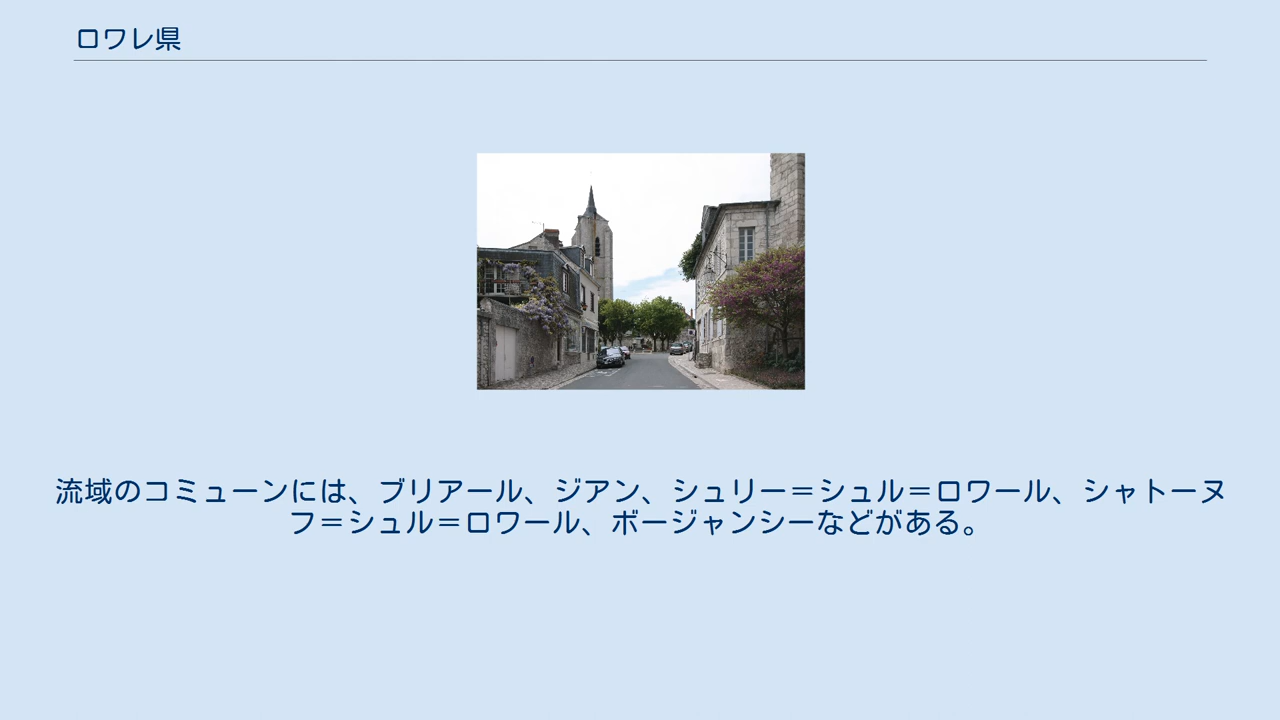 ロワレ県
流域のコミューンには、ブリアール、ジアン、シュリー＝シュル＝ロワール、シャトーヌ
フ＝シュル＝ロワール、ボージャンシーなどがある。